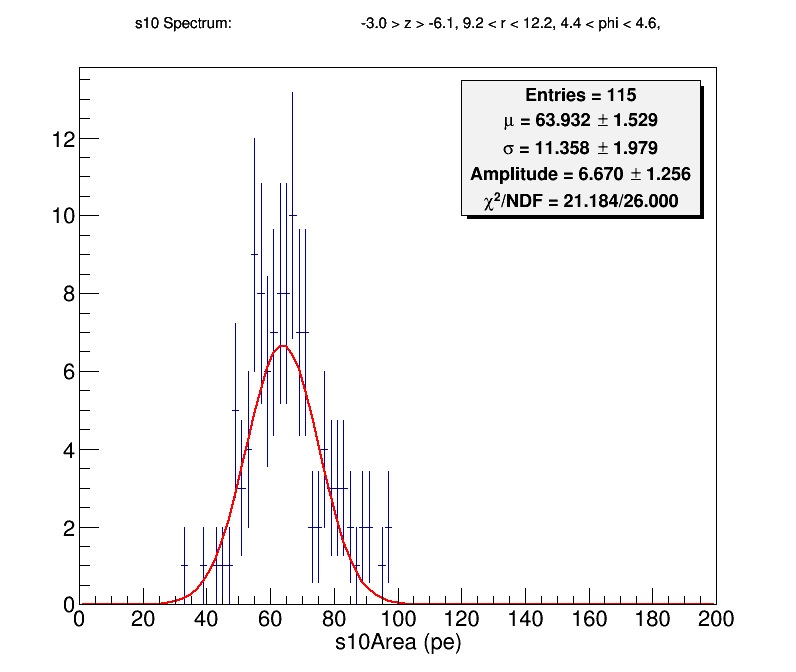 s10 Spectrum: -3.0 > z > -6.1, 9.2 < r < 12.2, 4.4 < phi < 4.6,
Entries = 115
μ = 63.932 ± 1.529
σ = 11.358 ± 1.979
Amplitude = 6.670 ± 1.256
χ²/NDF = 21.184/26.000
12
10
8
6
4
2
0
0 20 40 60 80 100 120 140 160 180 200
s10Area (pe)